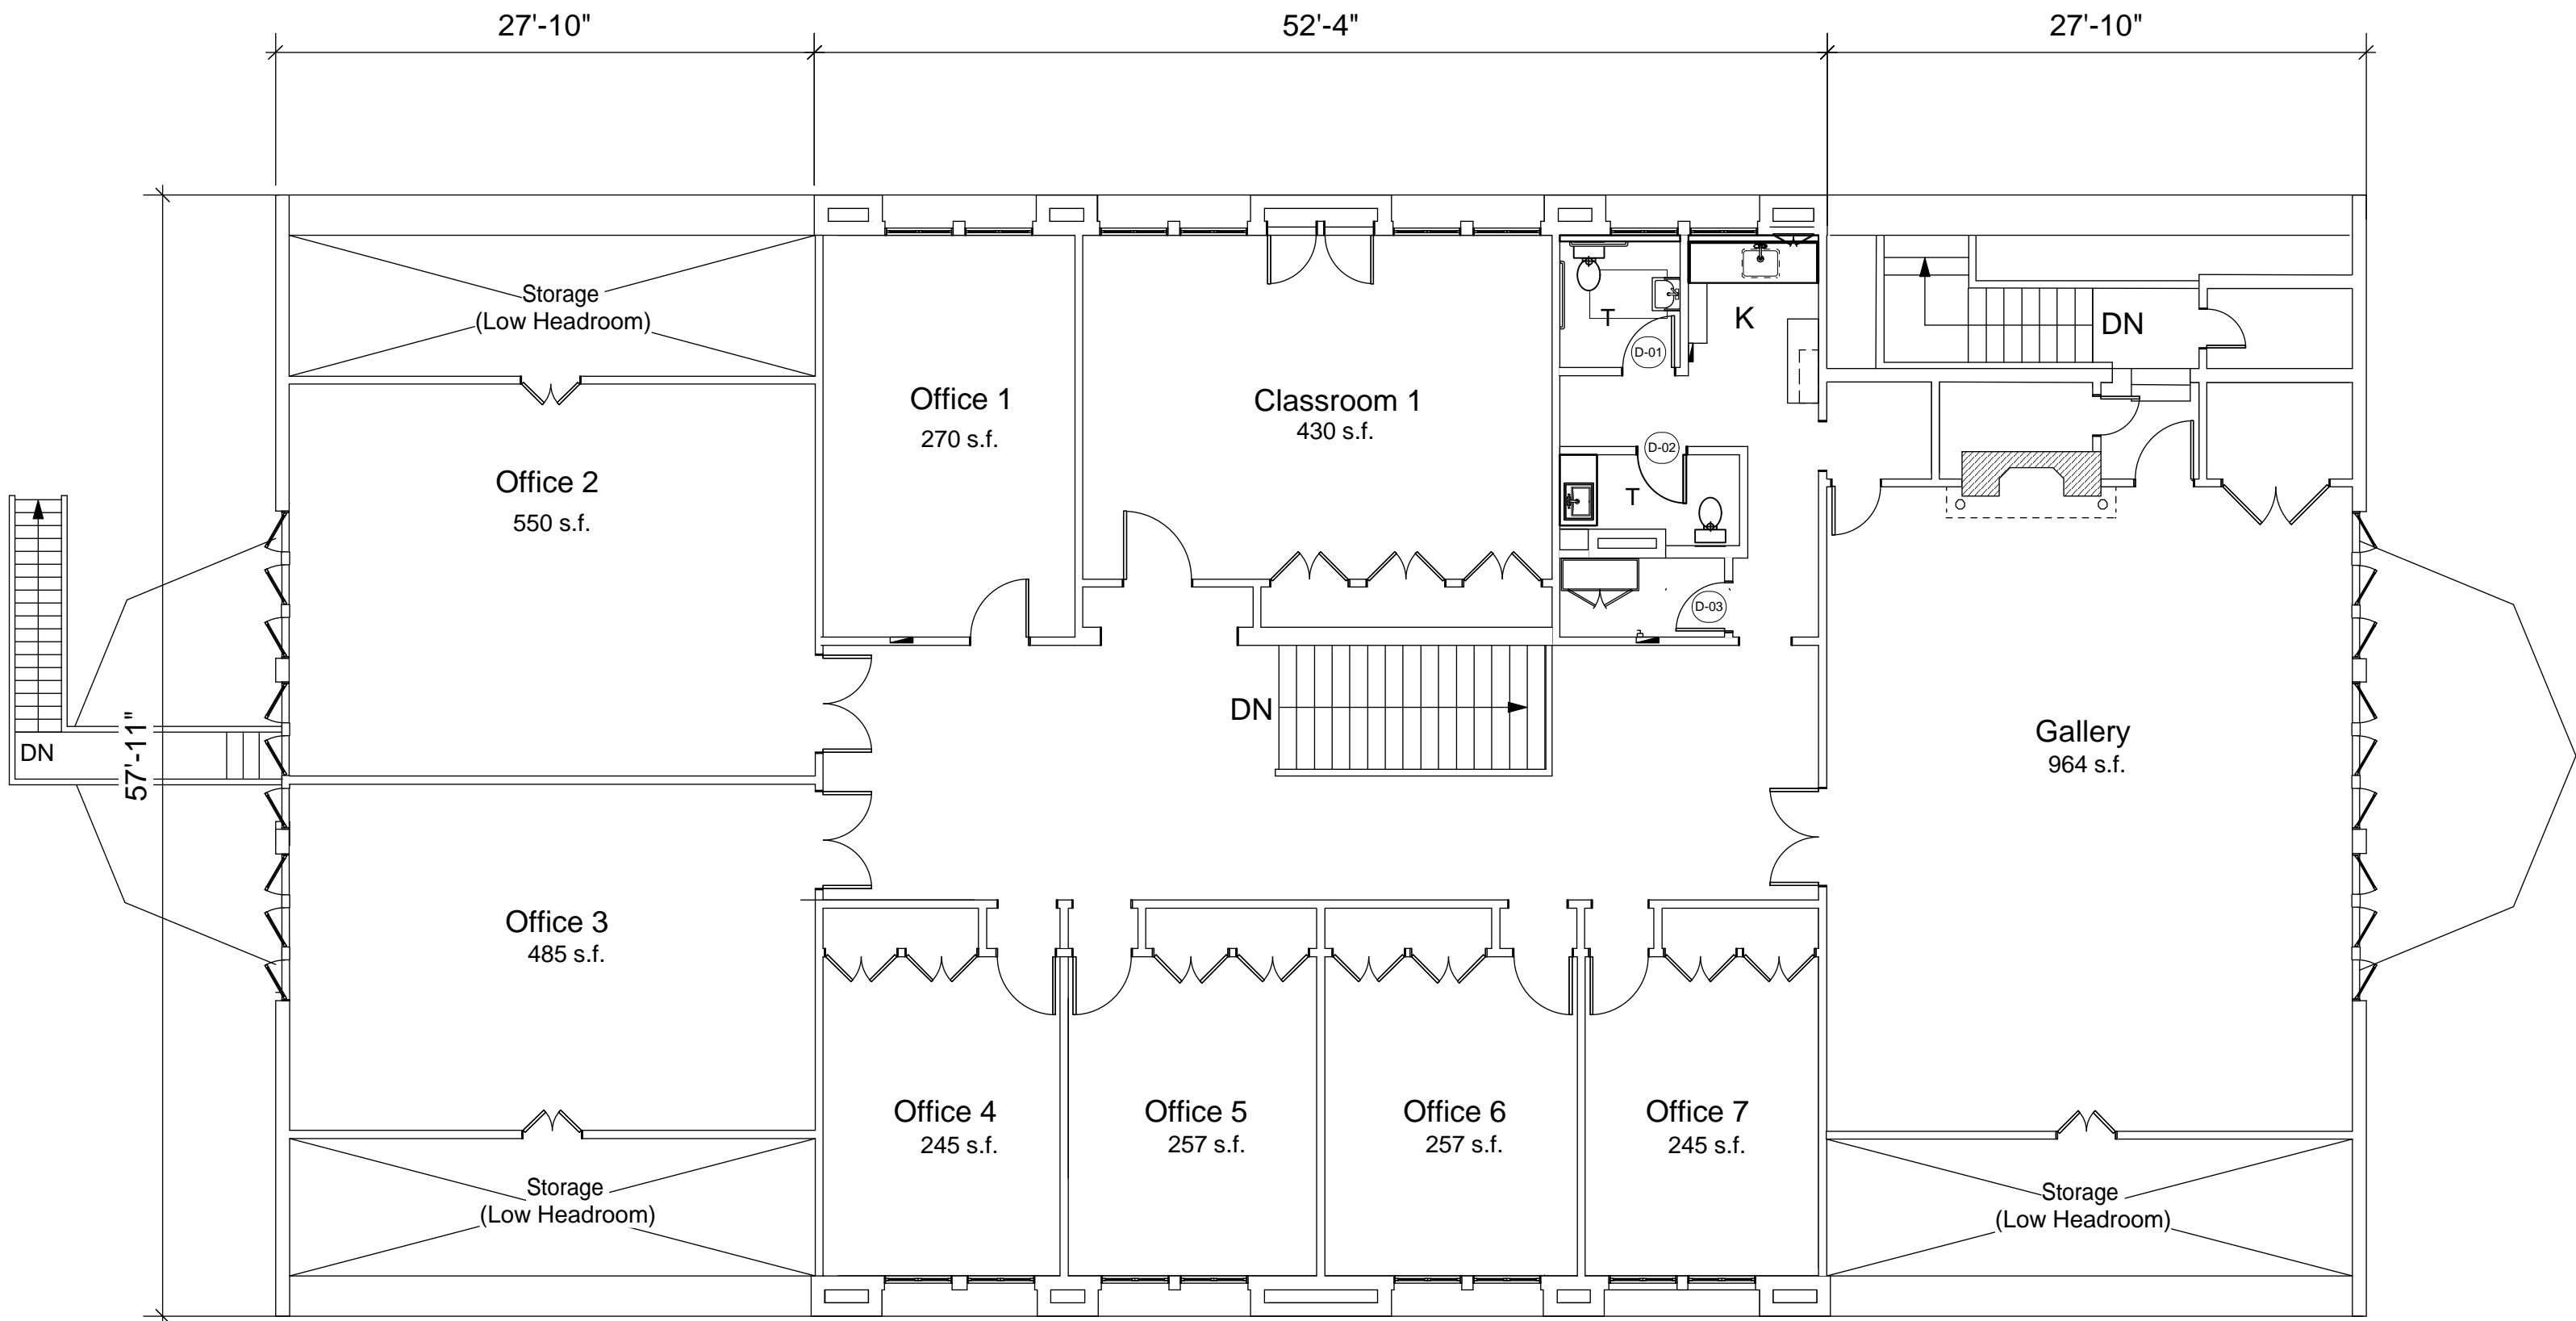 27'-10"
52'-4"
27'-10"
Storage
(Low Headroom)
T
K
DN
D-01
Office 1
270 s.f.
Classroom 1
430 s.f.
D-02
Office 2
550 s.f.
T
D-03
DN
DN
57'-11"
Gallery
964 s.f.
Office 3
485 s.f.
Office 4
245 s.f.
Office 5
257 s.f.
Office 6
257 s.f.
Office 7
245 s.f.
Storage
(Low Headroom)
Storage
(Low Headroom)